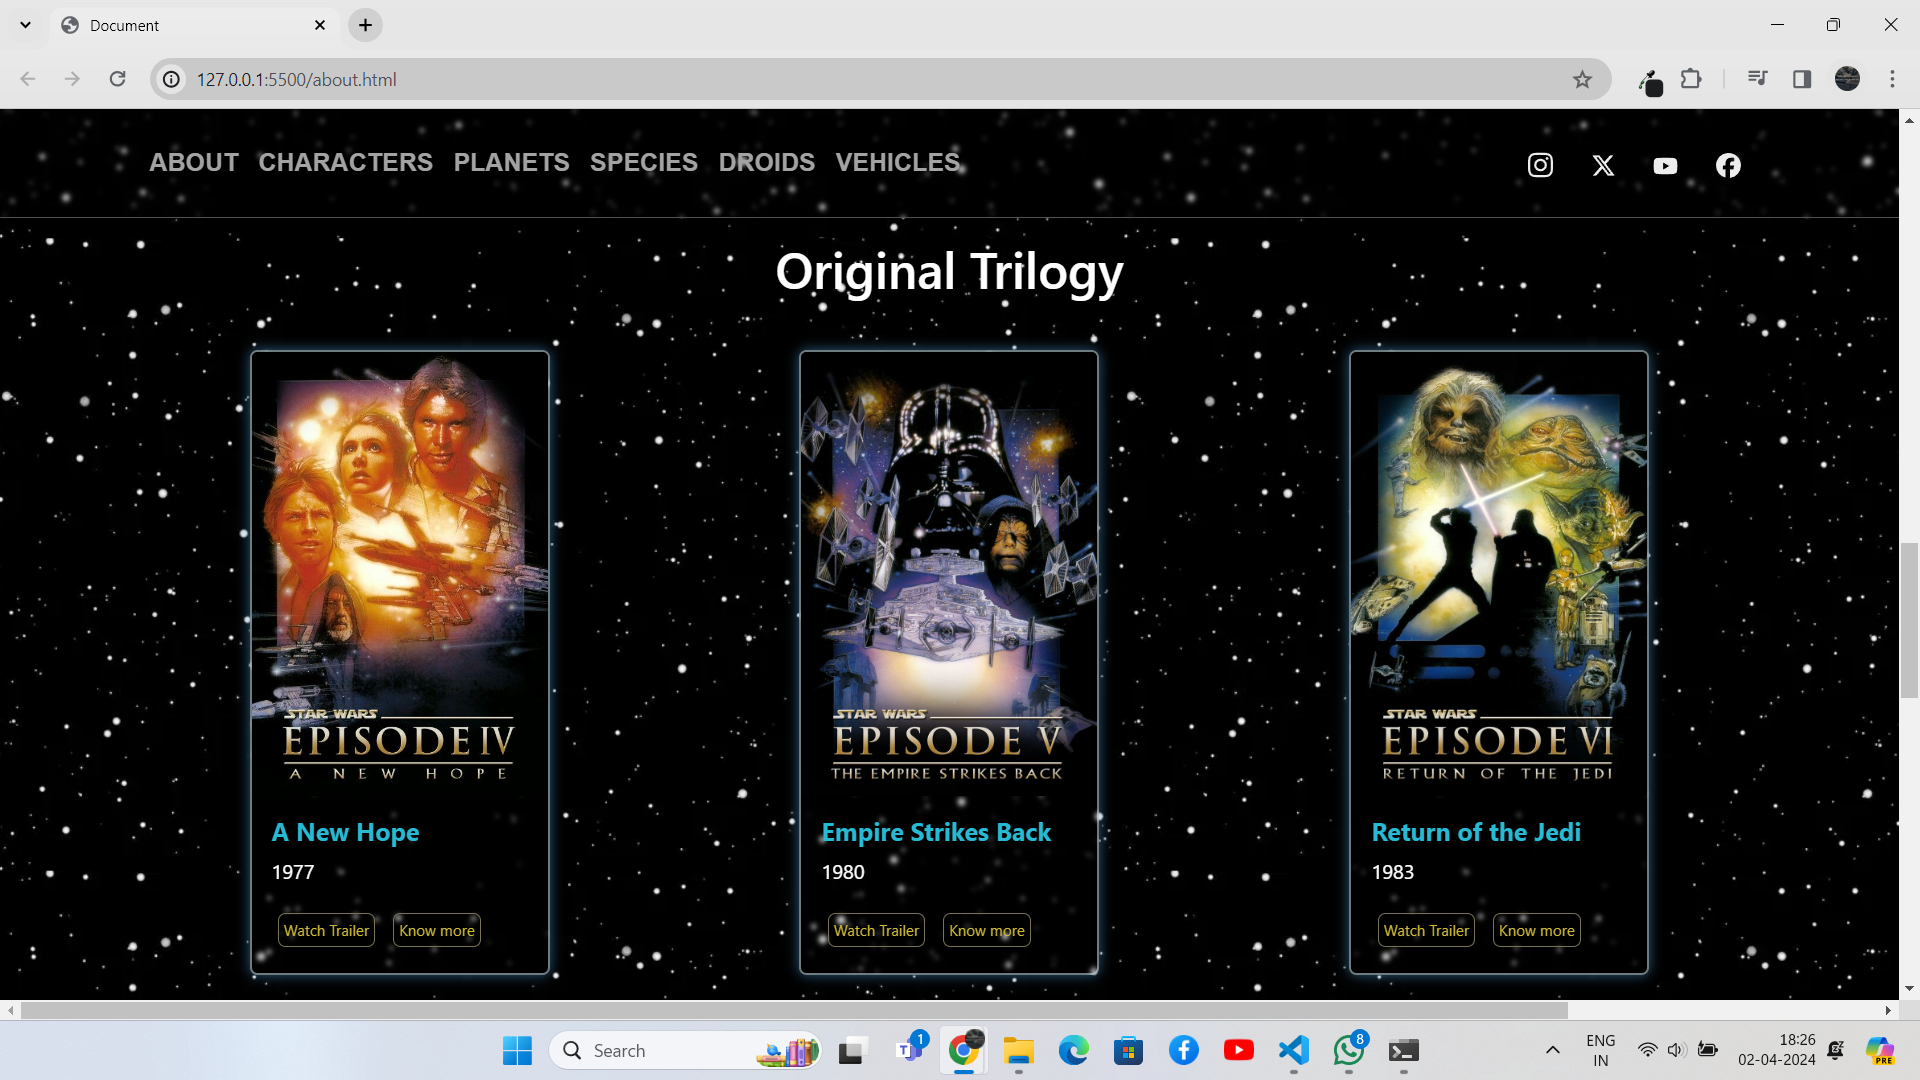 Document
127.0.0.1:5500/about.html
ABOUT CHARACTERS PLANETS SPECIES DROIDS VEHICLES
Original Trilogy
STAR WARS
EPISODE IV
A NEW HOPE
STAR WARS
EPISODE V
THE EMPIRE STRIKES BACK
STAR WARS
EPISODE VI
RETURN OF THE JEDI
A New Hope
1977
Watch Trailer Know more
Empire Strikes Back
1980
Watch Trailer Know more
Return of the Jedi
1983
Watch Trailer Know more
Search
T
1
8
ENG
IN
18:26
02-04-2024
PRE